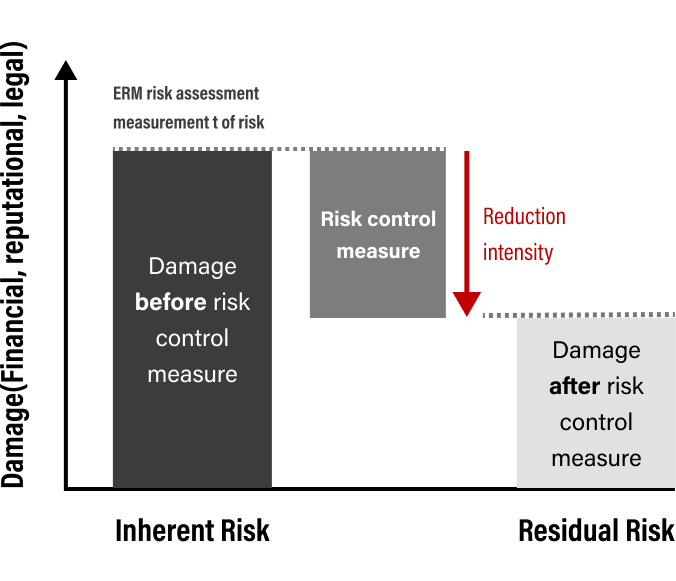 Damage(Financial, reputational, legal)
ERM risk assessment
measurement t of risk
Damage
before risk
control
measure
Risk control
measure
Reduction
intensity
Damage
after risk
control
measure
Inherent Risk
Residual Risk